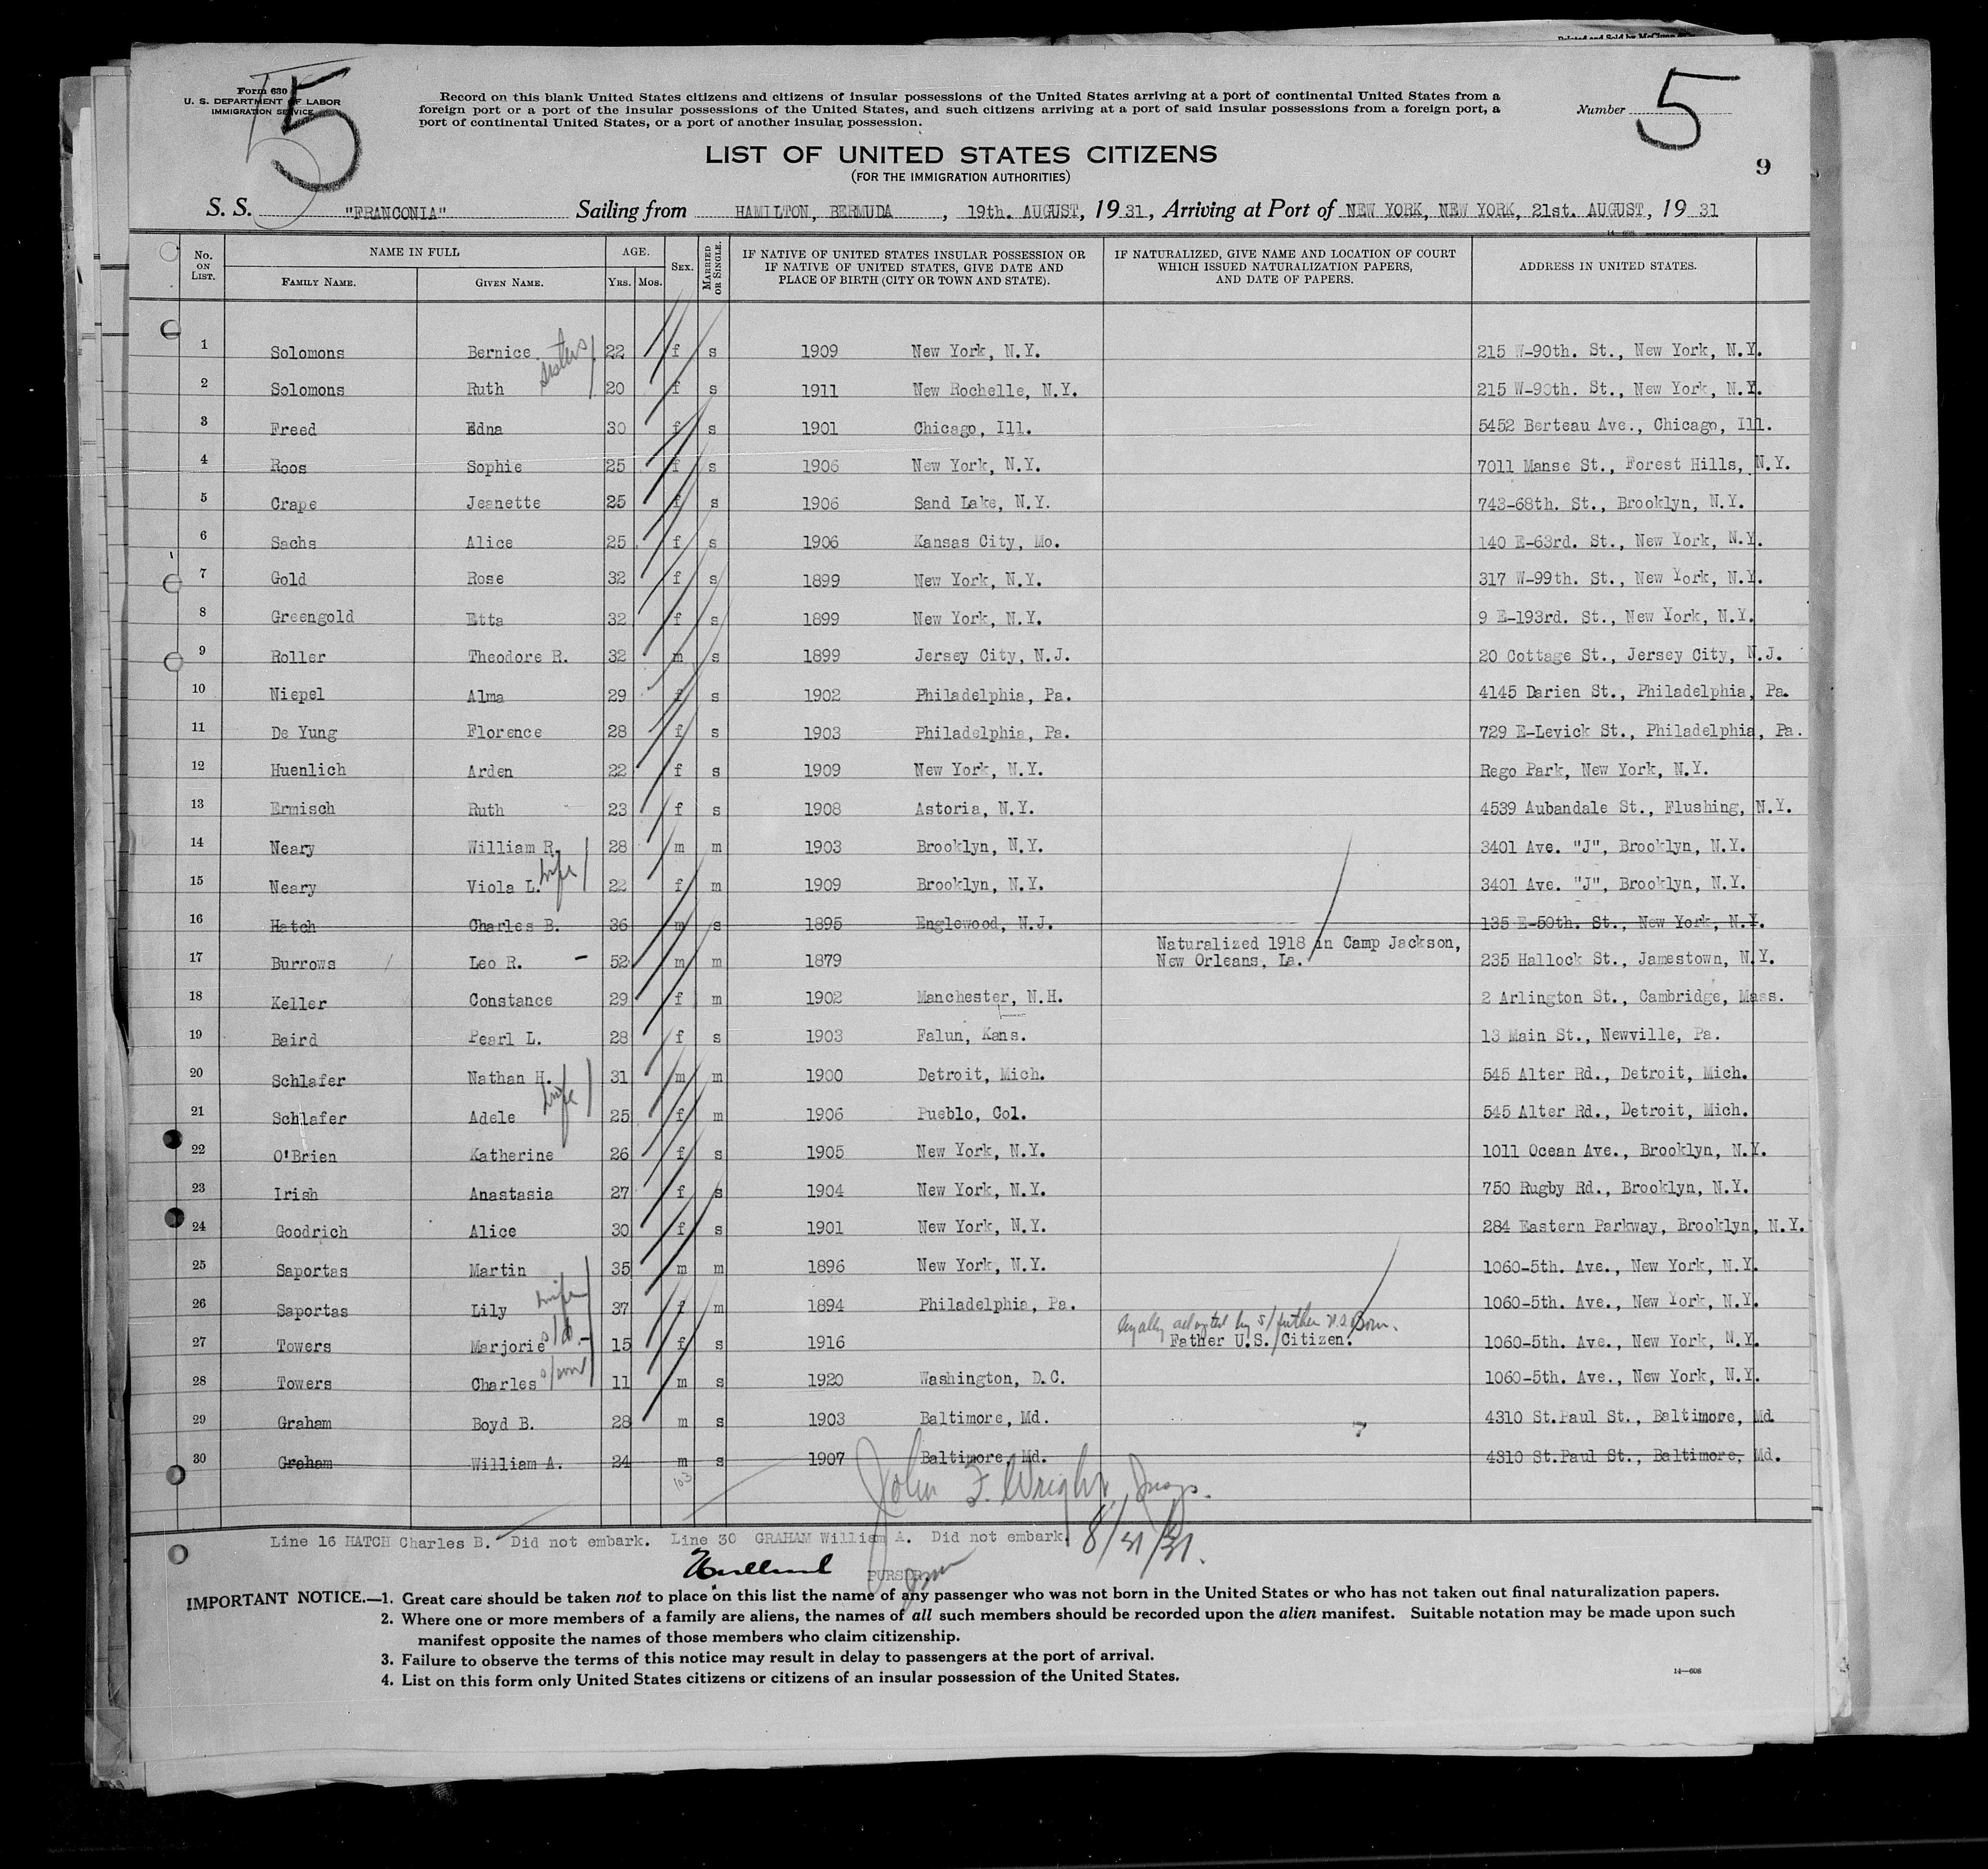 Form 630
U. S. DEPARTMENT OF LABOR
IMMIGRATION SERVICE
5
Record on this blank United States citizens and citizens of insular possessions of the United States arriving at a port of continental United States from a
foreign port or a port of the insular possessions of the United States, and such citizens arriving at a port of said insular possessions from a foreign port, a
port of continental United States, or a port of another insular possession.
Number 5
LIST OF UNITED STATES CITIZENS
(FOR THE IMMIGRATION AUTHORITIES)
9
S. S. "FRANCONIA" Sailing from HAMILTON, BERMUDA, 19th. AUGUST, 1931, Arriving at Port of NEW YORK, NEW YORK, 21st. AUGUST, 1931
No. ON LIST. NAME IN FULL FAMILY NAME. GIVEN NAME. AGE. YRS. MOS. SEX. MARRIED OR SINGLE. IF NATIVE OF UNITED STATES INSULAR POSSESSION OR IF NATIVE OF UNITED STATES, GIVE DATE AND PLACE OF BIRTH (CITY OR TOWN AND STATE). IF NATURALIZED, GIVE NAME AND LOCATION OF COURT WHICH ISSUED NATURALIZATION PAPERS, AND DATE OF PAPERS. ADDRESS IN UNITED STATES.
1 Solomons Bernice sisters 22 f s 1909 New York, N.Y. 215 W-90th. St., New York, N.Y.
2 Solomons Ruth 20 f s 1911 New Rochelle, N.Y. 215 W-90th. St., New York, N.Y.
3 Freed Edna 30 f s 1901 Chicago, Ill. 5452 Berteau Ave., Chicago, Ill.
4 Roos Sophie 25 f s 1906 New York, N.Y. 7011 Manse St., Forest Hills, N.Y.
5 Crape Jeanette 25 f s 1906 Sand Lake, N.Y. 743-68th. St., Brooklyn, N.Y.
6 Sachs Alice 25 f s 1906 Kansas City, Mo. 140 E-63rd. St., New York, N.Y.
7 Gold Rose 32 f s 1899 New York, N.Y. 317 W-99th. St., New York, N.Y.
8 Greengold Etta 32 f s 1899 New York, N.Y. 9 E-193rd. St., New York, N.Y.
9 Roller Theodore R. 32 m s 1899 Jersey City, N.J. 20 Cottage St., Jersey City, N.J.
10 Niepel Alma 29 f s 1902 Philadelphia, Pa. 4145 Darien St., Philadelphia, Pa.
11 De Yung Florence 28 f s 1903 Philadelphia, Pa. 729 E-Levick St., Philadelphia, Pa.
12 Huenlich Arden 22 f s 1909 New York, N.Y. Rego Park, New York, N.Y.
13 Ermisch Ruth 23 f s 1908 Astoria, N.Y. 4539 Aubandale St., Flushing, N.Y.
14 Neary William R. 28 m m 1903 Brooklyn, N.Y. 3401 Ave. "J", Brooklyn, N.Y.
15 Neary Viola L. wife 22 f m 1909 Brooklyn, N.Y. 3401 Ave. "J", Brooklyn, N.Y.
16 Hatch Charles B. 36 m s 1895 Englewood, N.J. 135 E-50th. St., New York, N.Y.
Naturalized 1918 in Camp Jackson,
17 Burrows Leo R. - 52 m m 1879 New Orleans, La. 235 Hallock St., Jamestown, N.Y.
18 Keller Constance 29 f m 1902 Manchester, N.H. 2 Arlington St., Cambridge, Mass.
19 Baird Pearl L. 28 f s 1903 Falun, Kans. 13 Main St., Newville, Pa.
20 Schlafer Nathan H. 31 m m 1900 Detroit, Mich. 545 Alter Rd., Detroit, Mich.
21 Schlafer Adele wife 25 f m 1906 Pueblo, Col. 545 Alter Rd., Detroit, Mich.
22 O'Brien Katherine 26 f s 1905 New York, N.Y. 1011 Ocean Ave., Brooklyn, N.Y.
23 Irish Anastasia 27 f s 1904 New York, N.Y. 750 Rugby Rd., Brooklyn, N.Y.
24 Goodrich Alice 30 f s 1901 New York, N.Y. 284 Eastern Parkway, Brooklyn, N.Y.
25 Saportas Martin 35 m m 1896 New York, N.Y. 1060-5th. Ave., New York, N.Y.
26 Saportas Lily wife 37 f m 1894 Philadelphia, Pa. 1060-5th. Ave., New York, N.Y.
legally adopted by s/father U.S. Born.
27 Towers Marjorie s/d. - 15 f s 1916 Father U.S. Citizen. 1060-5th. Ave., New York, N.Y.
28 Towers Charles s/son 11 m s 1920 Washington, D.C. 1060-5th. Ave., New York, N.Y.
29 Graham Boyd B. 28 m s 1903 Baltimore, Md. 4310 St.Paul St., Baltimore, Md.
30 Graham William A. 24 m s 1907 Baltimore, Md. 4310 St.Paul St., Baltimore, Md.
103
John F. Wright, Insp.
Line 16 HATCH Charles B. Did not embark. Line 30 GRAHAM William A. Did not embark. 8/21/31.
PURSER
IMPORTANT NOTICE.—1. Great care should be taken not to place on this list the name of any passenger who was not born in the United States or who has not taken out final naturalization papers.
2. Where one or more members of a family are aliens, the names of all such members should be recorded upon the alien manifest. Suitable notation may be made upon such
manifest opposite the names of those members who claim citizenship.
3. Failure to observe the terms of this notice may result in delay to passengers at the port of arrival.
4. List on this form only United States citizens or citizens of an insular possession of the United States.
14—608